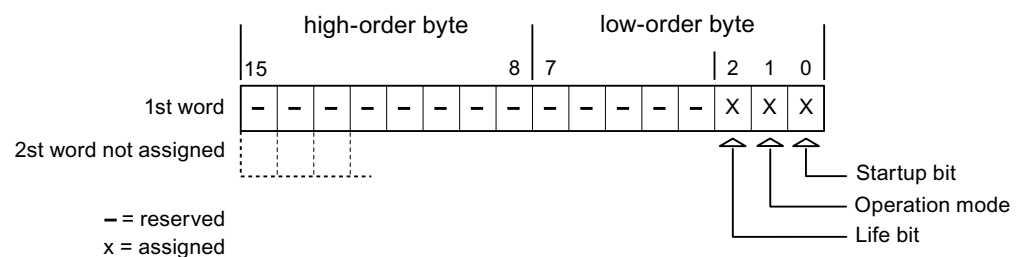 high-order byte low-order byte
15 8 7 2 1 0
1st word – – – – – – – – – – – – – X X X
2st word not assigned
Startup bit
– = reserved Operation mode
x = assigned Life bit